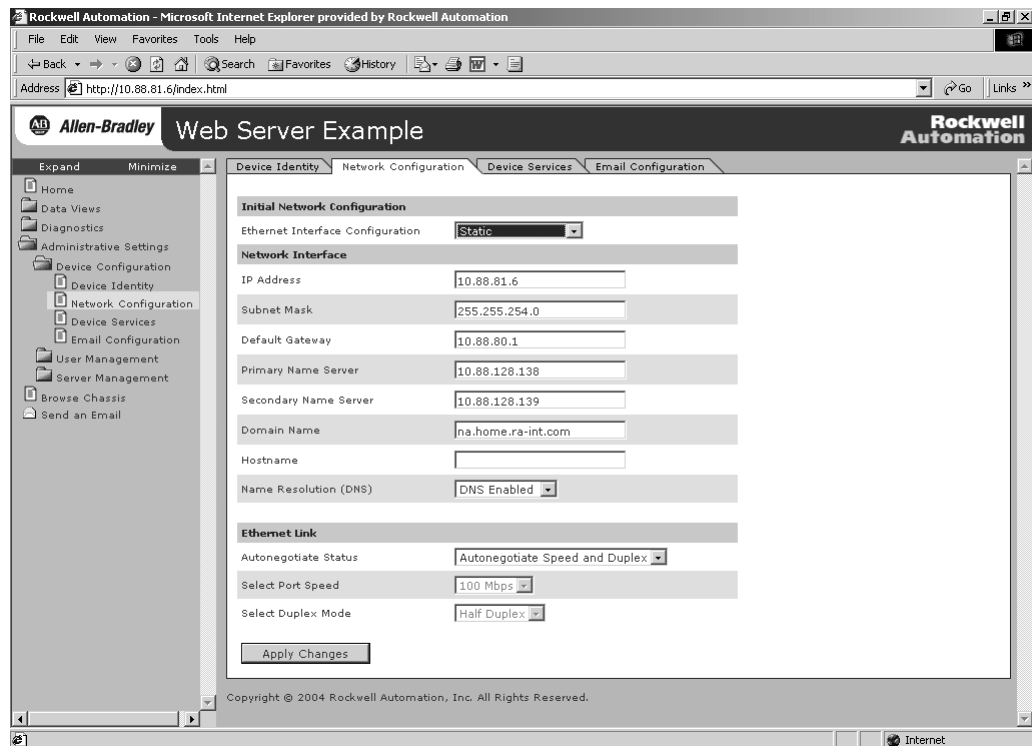 Rockwell Automation - Microsoft Internet Explorer provided by Rockwell Automation
File Edit View Favorites Tools Help
Back Search Favorites History
Address http://10.88.81.6/index.html Go Links »
AB Allen-Bradley Web Server Example Rockwell Automation
Expand Minimize
Home
Data Views
Diagnostics
Administrative Settings
Device Configuration
Device Identity
Network Configuration
Device Services
Email Configuration
User Management
Server Management
Browse Chassis
Send an Email
Device Identity Network Configuration Device Services Email Configuration
Initial Network Configuration
Ethernet Interface Configuration Static
Network Interface
IP Address 10.88.81.6
Subnet Mask 255.255.254.0
Default Gateway 10.88.80.1
Primary Name Server 10.88.128.138
Secondary Name Server 10.88.128.139
Domain Name na.home.ra-int.com
Hostname
Name Resolution (DNS) DNS Enabled
Ethernet Link
Autonegotiate Status Autonegotiate Speed and Duplex
Select Port Speed 100 Mbps
Select Duplex Mode Half Duplex
Apply Changes
Copyright © 2004 Rockwell Automation, Inc. All Rights Reserved.
Internet